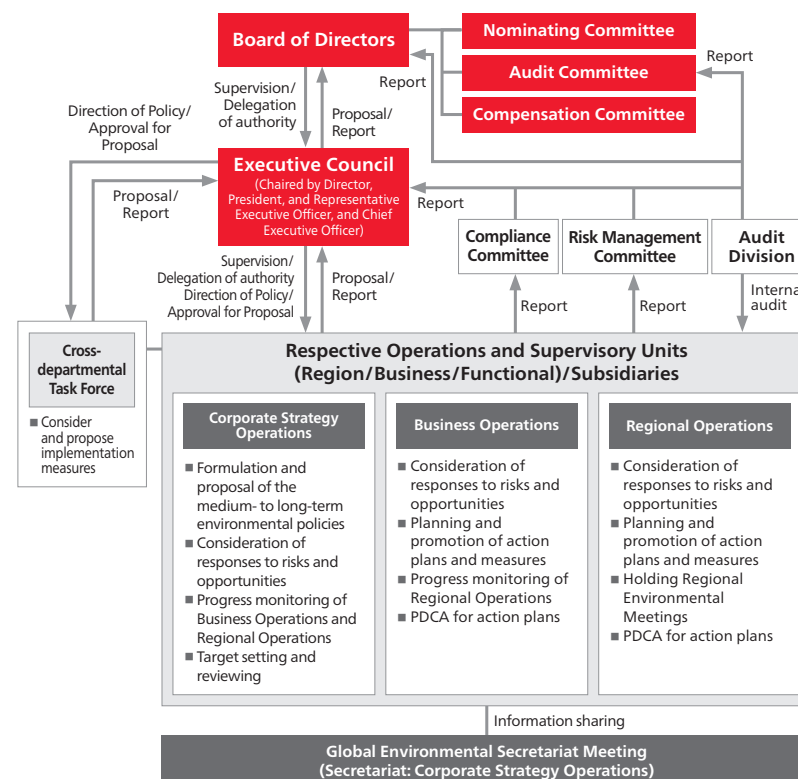 Board of Directors
Nominating Committee
Audit Committee
Compensation Committee
Report
Report
Supervision/
Delegation
of authority
Proposal/
Report
Direction of Policy/
Approval for
Proposal
Executive Council
(Chaired by Director,
President, and Representative
Executive Officer, and Chief
Executive Officer)
Proposal/
Report
Report
Compliance
Committee
Risk Management
Committee
Audit
Division
Supervision/
Delegation of authority
Direction of Policy/
Approval for Proposal
Proposal/
Report
Report
Report
Interna
audit
Cross-
departmental
Task Force
■ Consider
and propose
implementation
measures
Respective Operations and Supervisory Units
(Region/Business/Functional)/Subsidiaries
Corporate Strategy
Operations
■ Formulation and
proposal of the
medium- to long-term
environmental policies
■ Consideration of
responses to risks and
opportunities
■ Progress monitoring of
Business Operations and
Regional Operations
■ Target setting and
reviewing
Business Operations
■ Consideration of
responses to risks and
opportunities
■ Planning and
promotion of action
plans and measures
■ Progress monitoring of
Regional Operations
■ PDCA for action plans
Regional Operations
■ Consideration of
responses to risks and
opportunities
■ Planning and
promotion of action
plans and measures
■ Holding Regional
Environmental
Meetings
■ PDCA for action plans
Information sharing
Global Environmental Secretariat Meeting
(Secretariat: Corporate Strategy Operations)